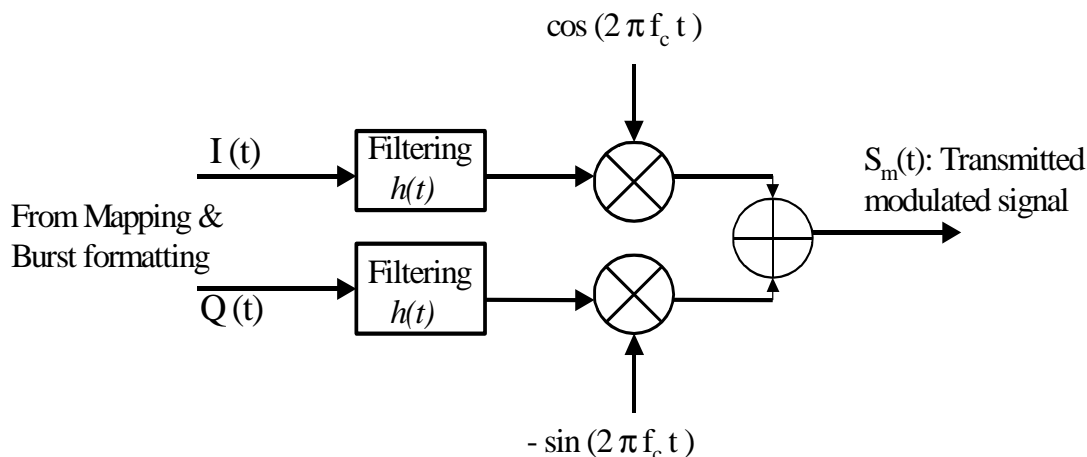 cos (2 π f_c t )
I (t)
Filtering
h(t)
S_m(t): Transmitted
modulated signal
From Mapping &
Burst formatting
Filtering
h(t)
Q (t)
- sin (2 π f_c t )